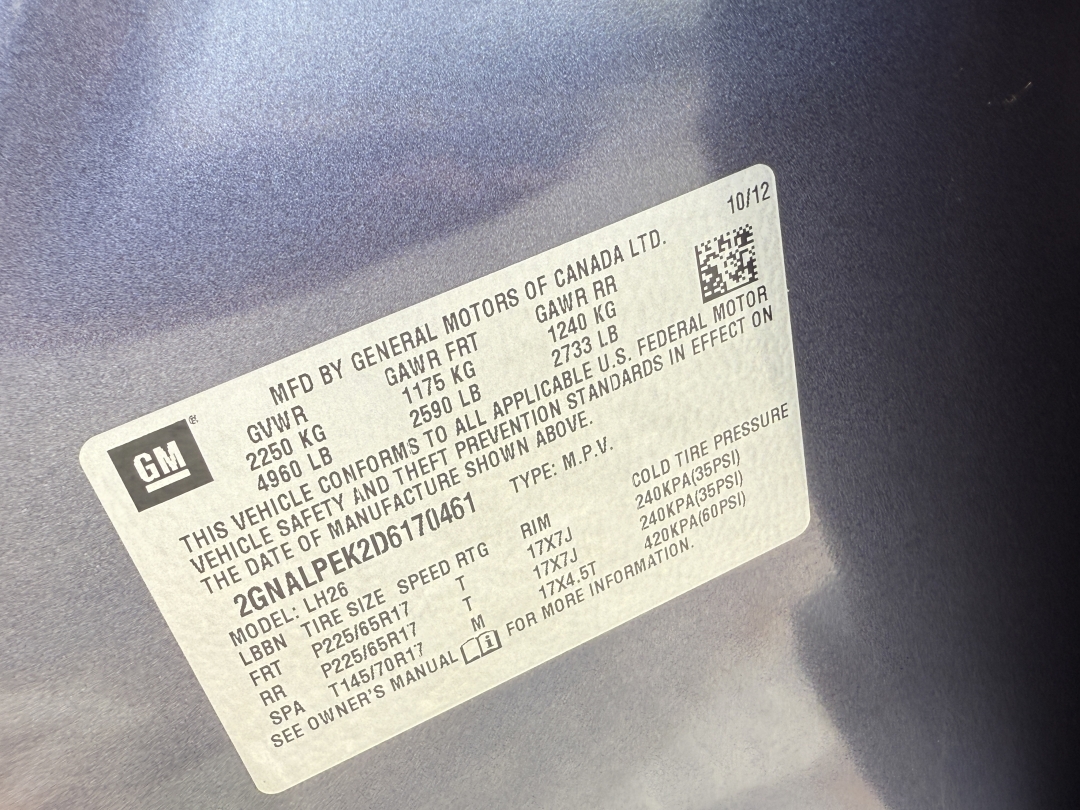 10/12
MFD BY GENERAL MOTORS OF CANADA LTD.
GM®
GVWR GAWR FRT GAWR RR
2250 KG 1175 KG 1240 KG
4960 LB 2590 LB 2733 LB
THIS VEHICLE CONFORMS TO ALL APPLICABLE U.S. FEDERAL MOTOR
VEHICLE SAFETY AND THEFT PREVENTION STANDARDS IN EFFECT ON
THE DATE OF MANUFACTURE SHOWN ABOVE.
2GNALPEK2D6170461 TYPE: M.P.V.
MODEL: LH26
LBBN TIRE SIZE SPEED RTG RIM COLD TIRE PRESSURE
FRT P225/65R17 T 17X7J 240KPA(35PSI)
RR P225/65R17 T 17X7J 240KPA(35PSI)
SPA T145/70R17 M 17X4.5T 420KPA(60PSI)
SEE OWNER'S MANUAL i FOR MORE INFORMATION.